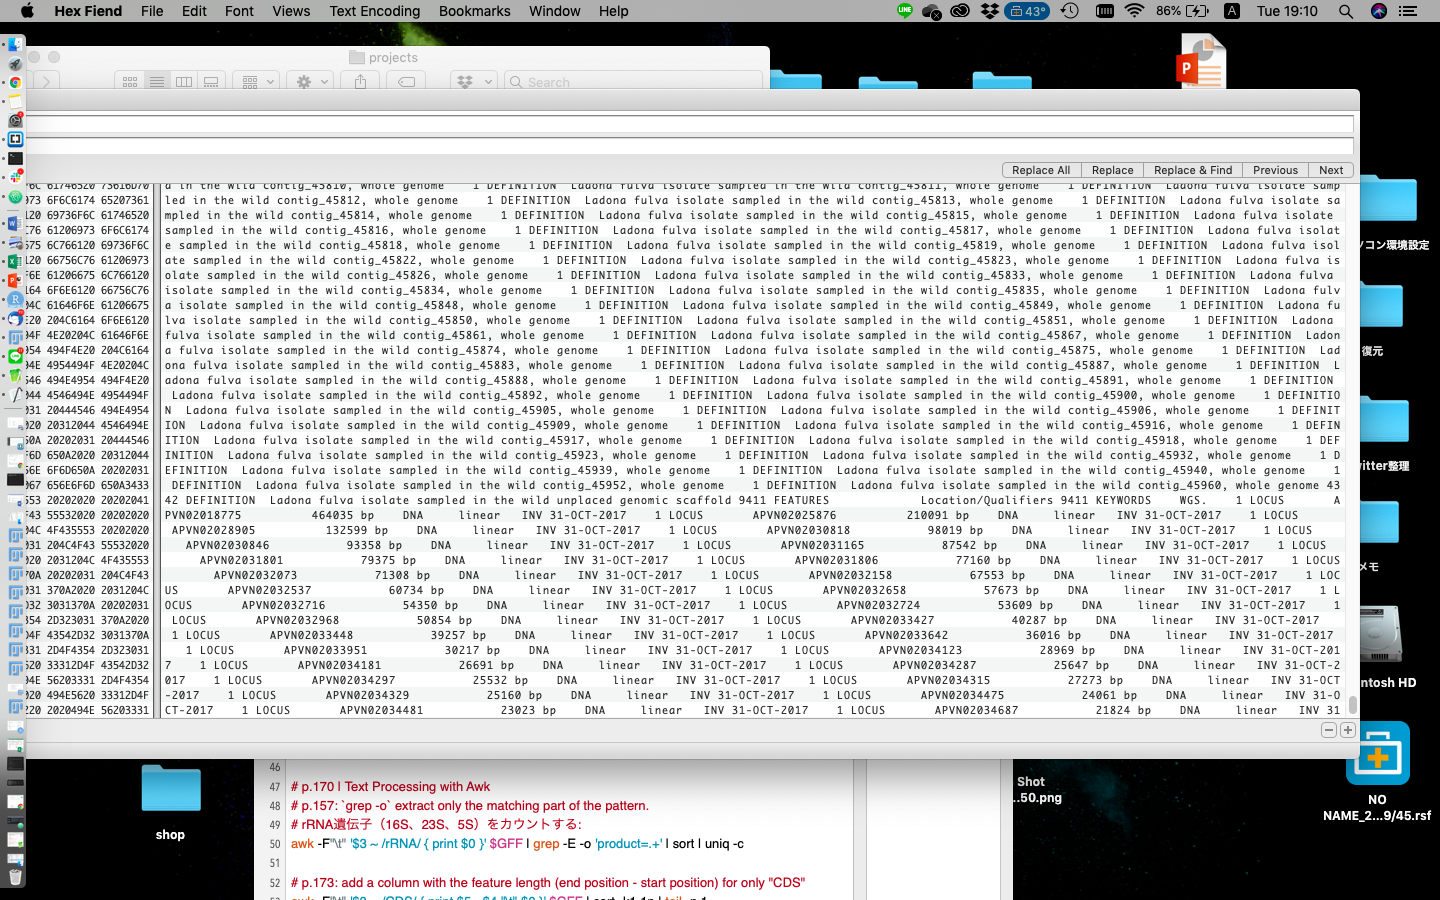 Hex Fiend File Edit Font Views Text Encoding Bookmarks Window Help
LINE 43° 86% A Tue 19:10
projects
Search
Replace All Replace Replace & Find Previous Next
6C 61746520 73616D70 a in the wild contig_45810, whole genome 1 DEFINITION Ladona fulva isolate sampled in the wild contig_45811, whole genome 1 DEFINITION Ladona fulva isolate samp
073 6F6C6174 65207361 led in the wild contig_45812, whole genome 1 DEFINITION Ladona fulva isolate sampled in the wild contig_45813, whole genome 1 DEFINITION Ladona fulva isolate sa
120 69736F6C 61746520 mpled in the wild contig_45814, whole genome 1 DEFINITION Ladona fulva isolate sampled in the wild contig_45815, whole genome 1 DEFINITION Ladona fulva isolate
176 61206973 6F6C6174 sampled in the wild contig_45816, whole genome 1 DEFINITION Ladona fulva isolate sampled in the wild contig_45817, whole genome 1 DEFINITION Ladona fulva isolat
675 6C766120 69736F6C e sampled in the wild contig_45818, whole genome 1 DEFINITION Ladona fulva isolate sampled in the wild contig_45819, whole genome 1 DEFINITION Ladona fulva isol
120 66756C76 61206973 ate sampled in the wild contig_45822, whole genome 1 DEFINITION Ladona fulva isolate sampled in the wild contig_45823, whole genome 1 DEFINITION Ladona fulva is
F6E 61206675 6C766120 olate sampled in the wild contig_45826, whole genome 1 DEFINITION Ladona fulva isolate sampled in the wild contig_45833, whole genome 1 DEFINITION Ladona fulva
164 6F6E6120 66756C76 isolate sampled in the wild contig_45834, whole genome 1 DEFINITION Ladona fulva isolate sampled in the wild contig_45835, whole genome 1 DEFINITION Ladona fulv
04C 61646F6E 61206675 a isolate sampled in the wild contig_45848, whole genome 1 DEFINITION Ladona fulva isolate sampled in the wild contig_45849, whole genome 1 DEFINITION Ladona fu
E20 204C6164 6F6E6120 lva isolate sampled in the wild contig_45850, whole genome 1 DEFINITION Ladona fulva isolate sampled in the wild contig_45851, whole genome 1 DEFINITION Ladona
04F 4E20204C 61646F6E fulva isolate sampled in the wild contig_45861, whole genome 1 DEFINITION Ladona fulva isolate sampled in the wild contig_45867, whole genome 1 DEFINITION Ladon
954 494F4E20 204C6164 a fulva isolate sampled in the wild contig_45874, whole genome 1 DEFINITION Ladona fulva isolate sampled in the wild contig_45875, whole genome 1 DEFINITION Lad
94E 4954494F 4E20204C ona fulva isolate sampled in the wild contig_45883, whole genome 1 DEFINITION Ladona fulva isolate sampled in the wild contig_45887, whole genome 1 DEFINITION L
546 494E4954 494F4E20 adona fulva isolate sampled in the wild contig_45888, whole genome 1 DEFINITION Ladona fulva isolate sampled in the wild contig_45891, whole genome 1 DEFINITION
044 4546494E 4954494F Ladona fulva isolate sampled in the wild contig_45892, whole genome 1 DEFINITION Ladona fulva isolate sampled in the wild contig_45900, whole genome 1 DEFINITIO
031 20444546 494E4954 N Ladona fulva isolate sampled in the wild contig_45905, whole genome 1 DEFINITION Ladona fulva isolate sampled in the wild contig_45906, whole genome 1 DEFINIT
020 20312044 4546494E ION Ladona fulva isolate sampled in the wild contig_45909, whole genome 1 DEFINITION Ladona fulva isolate sampled in the wild contig_45916, whole genome 1 DEFIN
50A 20202031 20444546 ITION Ladona fulva isolate sampled in the wild contig_45917, whole genome 1 DEFINITION Ladona fulva isolate sampled in the wild contig_45918, whole genome 1 DEF
F6D 650A2020 20312044 INITION Ladona fulva isolate sampled in the wild contig_45923, whole genome 1 DEFINITION Ladona fulva isolate sampled in the wild contig_45932, whole genome 1 D
56E 6F6D650A 20202031 EFINITION Ladona fulva isolate sampled in the wild contig_45939, whole genome 1 DEFINITION Ladona fulva isolate sampled in the wild contig_45940, whole genome 1
067 656E6F6D 650A3433 DEFINITION Ladona fulva isolate sampled in the wild contig_45952, whole genome 1 DEFINITION Ladona fulva isolate sampled in the wild contig_45960, whole genome 43
553 20202020 20202041 42 DEFINITION Ladona fulva isolate sampled in the wild unplaced genomic scaffold 9411 FEATURES Location/Qualifiers 9411 KEYWORDS WGS. 1 LOCUS A
F43 55532020 20202020 PVN02018775 464035 bp DNA linear INV 31-OCT-2017 1 LOCUS APVN02025876 210091 bp DNA linear INV 31-OCT-2017 1 LOCUS
04C 4F435553 20202020 APVN02028905 132599 bp DNA linear INV 31-OCT-2017 1 LOCUS APVN02030818 98019 bp DNA linear INV 31-OCT-2017 1 LOCUS
031 204C4F43 55532020 APVN02030846 93358 bp DNA linear INV 31-OCT-2017 1 LOCUS APVN02031165 87542 bp DNA linear INV 31-OCT-2017 1 LOCUS
020 2031204C 4F435553 APVN02031801 79375 bp DNA linear INV 31-OCT-2017 1 LOCUS APVN02031806 77160 bp DNA linear INV 31-OCT-2017 1 LOCUS
70A 20202031 204C4F43 APVN02032073 71308 bp DNA linear INV 31-OCT-2017 1 LOCUS APVN02032158 67553 bp DNA linear INV 31-OCT-2017 1 LOC
031 370A2020 2031204C US APVN02032537 60734 bp DNA linear INV 31-OCT-2017 1 LOCUS APVN02032658 57673 bp DNA linear INV 31-OCT-2017 1 L
032 3031370A 20202031 OCUS APVN02032716 54350 bp DNA linear INV 31-OCT-2017 1 LOCUS APVN02032724 53609 bp DNA linear INV 31-OCT-2017 1
354 2D323031 370A2020 LOCUS APVN02032968 50854 bp DNA linear INV 31-OCT-2017 1 LOCUS APVN02033427 40287 bp DNA linear INV 31-OCT-2017
04F 43542D32 3031370A 1 LOCUS APVN02033448 39257 bp DNA linear INV 31-OCT-2017 1 LOCUS APVN02033642 36016 bp DNA linear INV 31-OCT-2017
331 2D4F4354 2D323031 1 LOCUS APVN02033951 30217 bp DNA linear INV 31-OCT-2017 1 LOCUS APVN02034123 28969 bp DNA linear INV 31-OCT-201
620 33312D4F 43542D32 7 1 LOCUS APVN02034181 26691 bp DNA linear INV 31-OCT-2017 1 LOCUS APVN02034287 25647 bp DNA linear INV 31-OCT-2
04E 56203331 2D4F4354 017 1 LOCUS APVN02034297 25532 bp DNA linear INV 31-OCT-2017 1 LOCUS APVN02034315 27273 bp DNA linear INV 31-OCT
020 494E5620 33312D4F -2017 1 LOCUS APVN02034329 25160 bp DNA linear INV 31-OCT-2017 1 LOCUS APVN02034475 24061 bp DNA linear INV 31-O
220 2020494E 56203331 CT-2017 1 LOCUS APVN02034481 23023 bp DNA linear INV 31-OCT-2017 1 LOCUS APVN02034687 21824 bp DNA linear INV 31
ソコン環境設定
復元
witter整理
メモ
ntosh HD
NO
NAME_2...9/45.rsf
Shot
..50.png
shop
46
47 # p.170 | Text Processing with Awk
48 # p.157: `grep -o` extract only the matching part of the pattern.
49 # rRNA遺伝子（16S、23S、5S）をカウントする:
50 awk -F"\t" '$3 ~ /rRNA/ { print $0 }' $GFF | grep -E -o 'product=.+' | sort | uniq -c
51
52 # p.173: add a column with the feature length (end position - start position) for only "CDS"